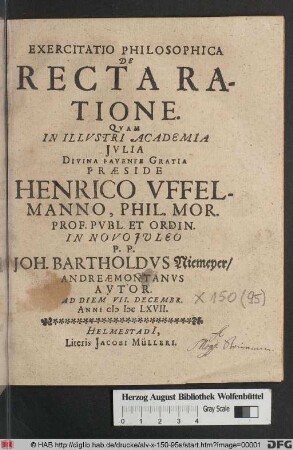 EXERCITATIO PHILOSOPHICA
DE
RECTA RA-
TIONE.
QVAM
IN ILLVSTRI ACADEMIA
JVLIA
DIVINA FAVENTE GRATIA
PRÆSIDE
HENRICO VFFEL-
MANNO, PHIL. MOR.
PROF. PVBL. ET ORDIN.
IN NOVO JULEO
P. P.
JOH. BARTHOLDVS Niemeyer/
ANDREÆMONTANVS
AVTOR.
AD DIEM VII. DECEMBR.
ANNI cIɔ Iɔc LXVII.
X 150 (95)
HELMESTADI,
Literis JACOBI MÜLLERI.
Herzog August Bibliothek Wolfenbüttel
Gray Scale
© HAB http://diglib.hab.de/drucke/alv-x-150-95s/start.htm?image=00001
DFG